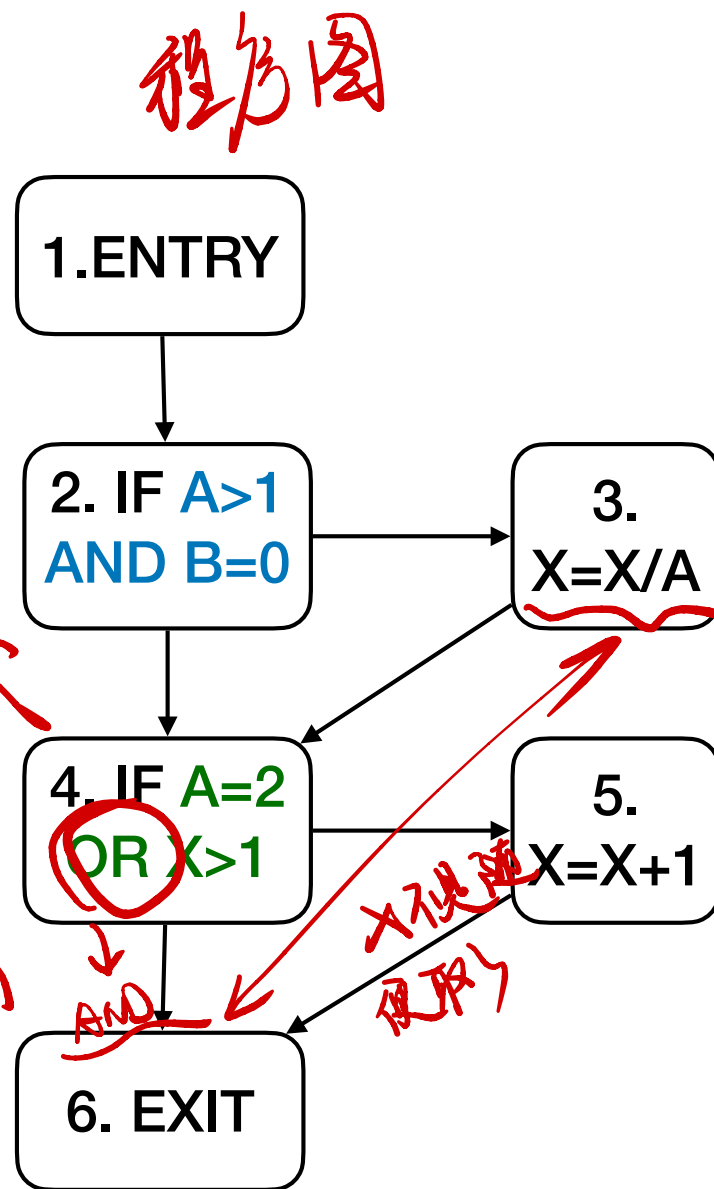 程序图
1.ENTRY
2. IF A>1
AND B=0
3.
X=X/A
4. IF A=2
OR X>1
5.
X=X+1
AND
6. EXIT